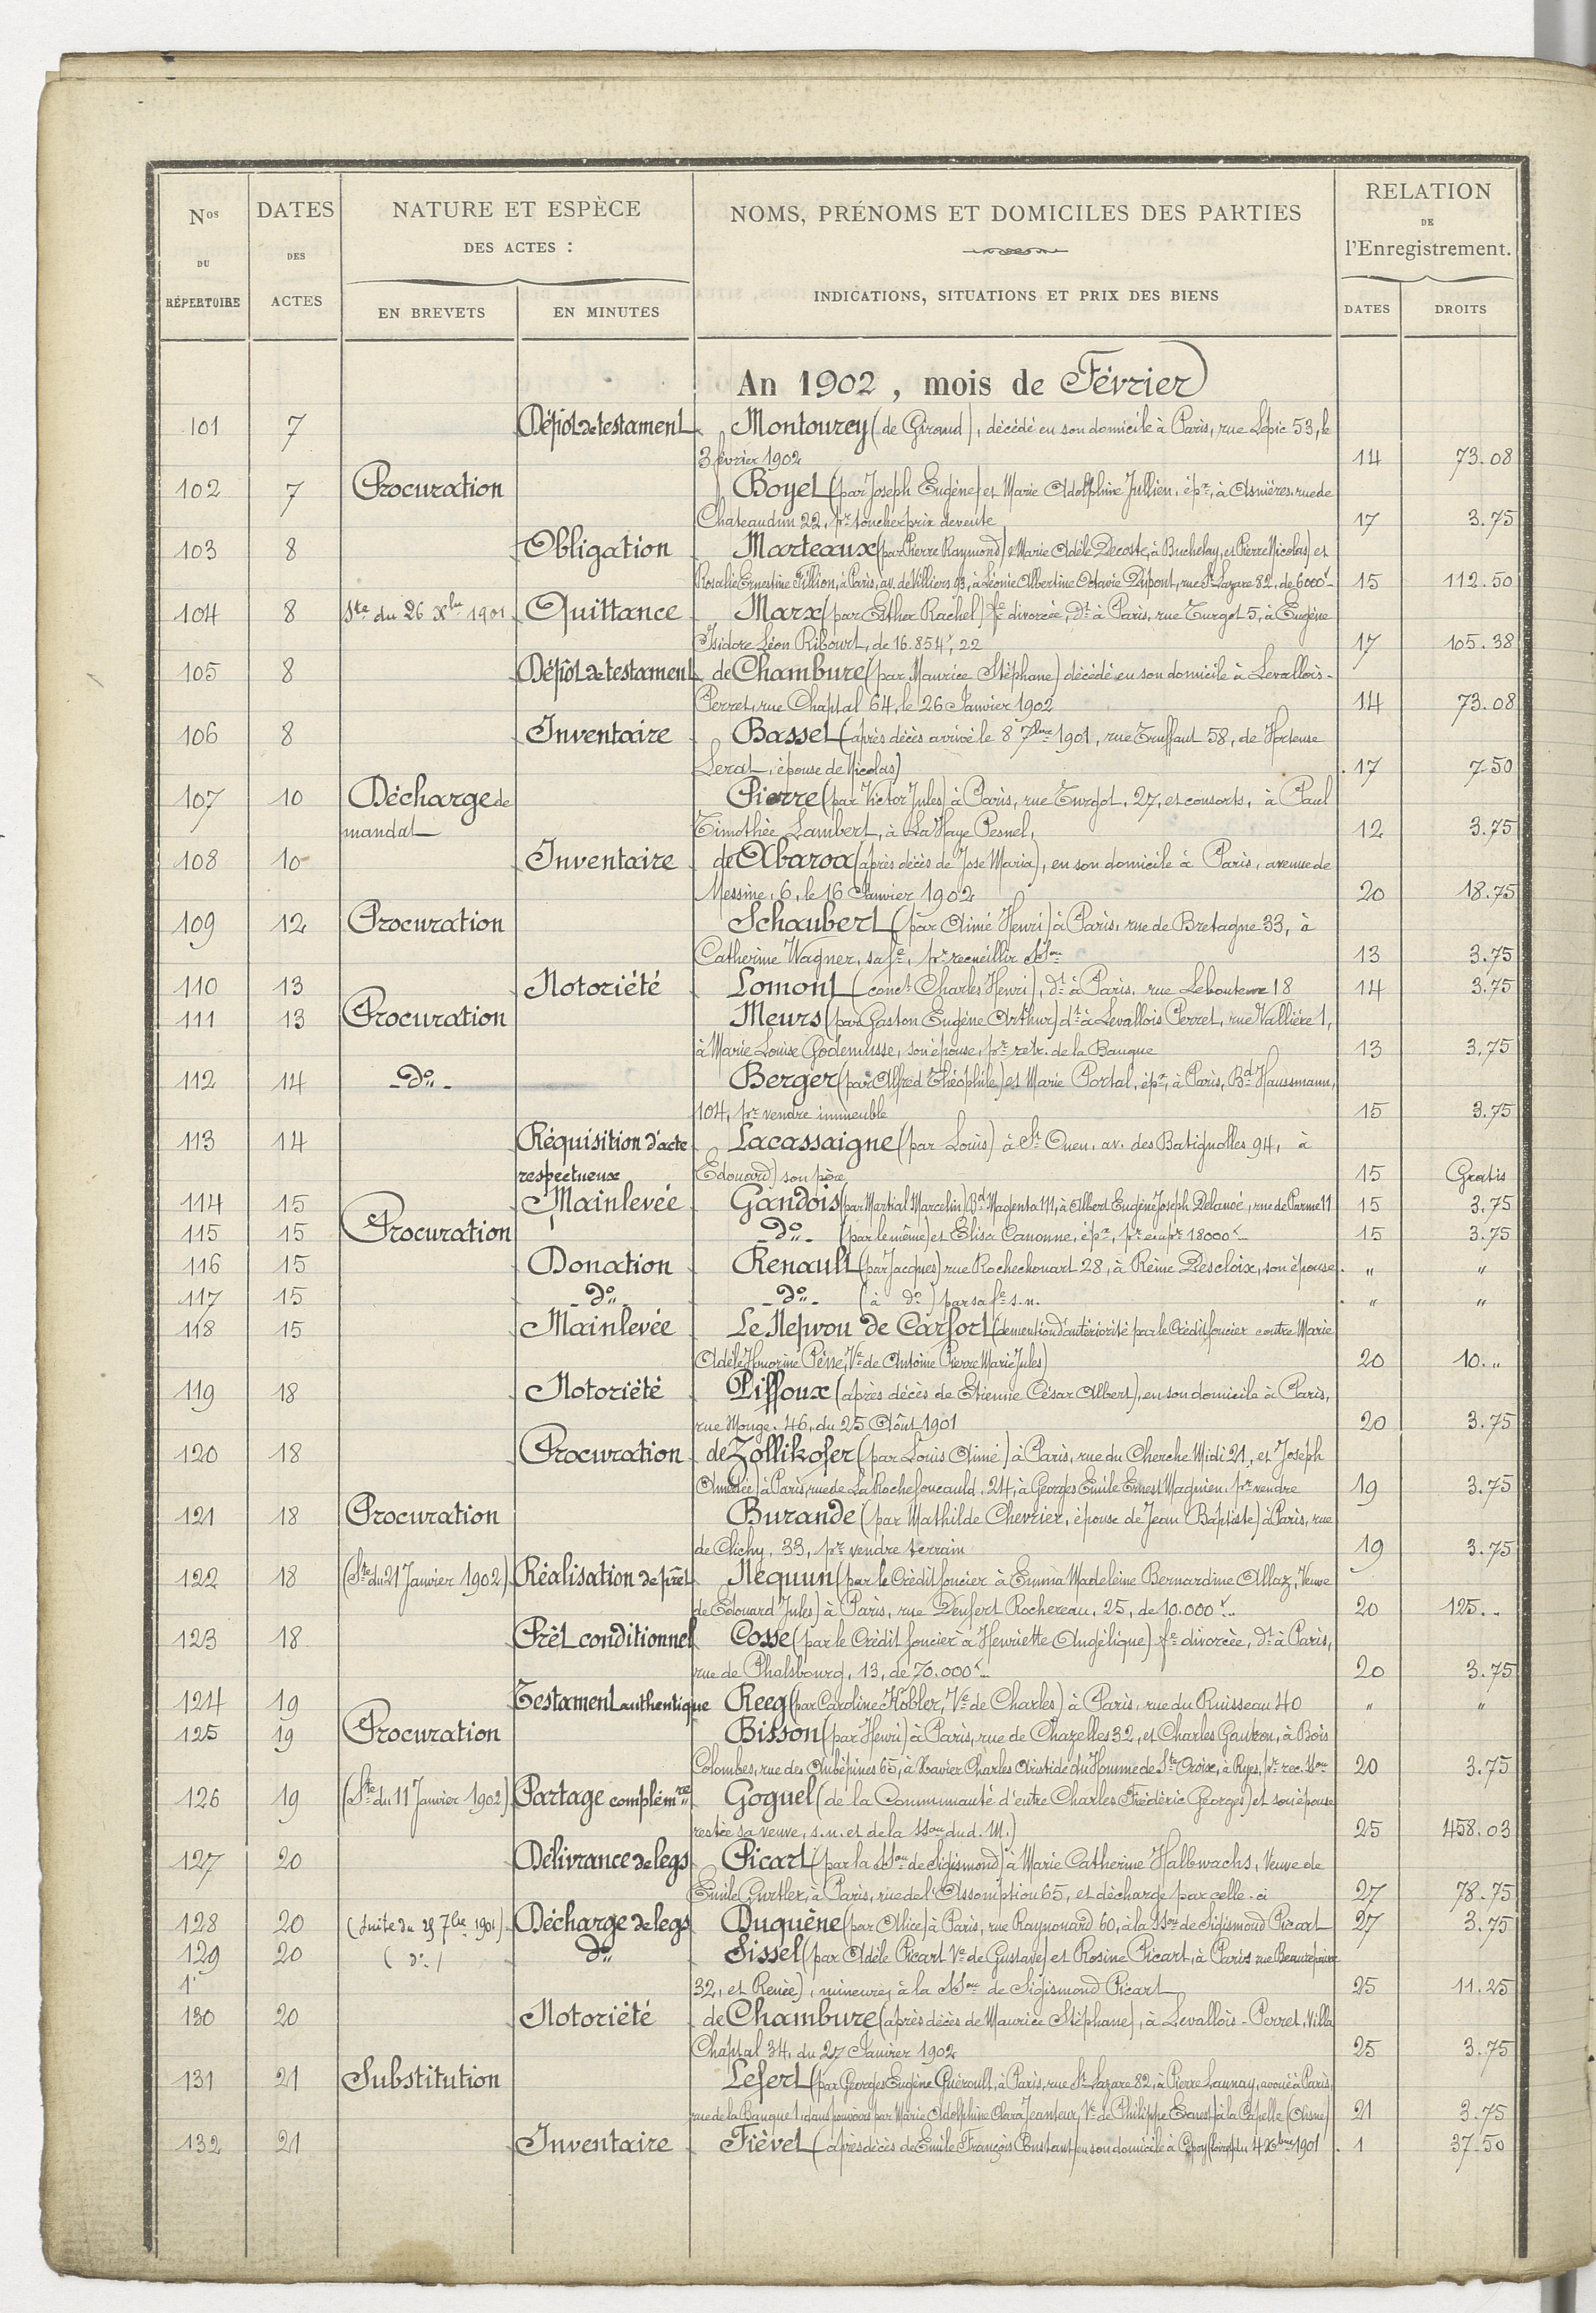 Nos DU RÉPERTOIRE
DATES DES ACTES
NATURE ET ESPÈCE DES ACTES :
EN BREVETS
EN MINUTES
NOMS, PRÉNOMS ET DOMICILES DES PARTIES
INDICATIONS, SITUATIONS ET PRIX DES BIENS
RELATION DE l'Enregistrement.
DATES
DROITS
An 1902, mois de Février
101 7 Dépôt de testament Montourcy (de Giroud), décédé en son domicile à Paris, rue Lepic 53, le
3 février 1902 14 73.08
102 7 Procuration Boyet (par Joseph Eugène) et Marie Adolphine Jullien, ép.se, à Asnières, rue de
Chateaudun 22, pr toucher prix de vente 17 3.75
103 8 Obligation Marteaux (par Pierre Raymond) & Marie Adèle Decoste, à Buchelay, et Pierre Nicolas) et
Rosalie Ernestine Fillion, à Paris, av. de Villiers 93, à Léonie Albertine Octavie Dupont, rue St Lazare 82, de 6000f 15 112.50
104 8 Ste du 26 Xbre 1901 Quittance Marx (par Esther Rachel) fe divorcée, dt à Paris, rue Turgot 5, à Eugène
Isidore Léon Ribourt, de 16.854f,22 17 105.38
105 8 Dépôt de testament de Chambure (par Maurice Stéphane) décédé en son domicile à Levallois-
Perret, rue Chaptal 64, le 26 Janvier 1902 14 73.08
106 8 Inventaire Basset (après décès arrivé le 8 7bre 1901, rue Truffaut 58, de Hortense
Lerat, épouse de Nicolas) 17 7.50
107 10 Décharge de Pierre (par Victor Jules) à Paris, rue Turgot, 27, et consorts, à Paul
mandat Timothée Lambert, à La Haye Pesnel, 12 3.75
108 10 Inventaire de Abaroa (après décès de Jose Maria), en son domicile à Paris, avenue de
Messine, 6, le 16 Janvier 1902 20 18.75
109 12 Procuration Schaubert (par Aimé Henri) à Paris, rue de Bretagne 33, à
Catherine Wagner, sa fe, pr recueillir SSon 13 3.75
110 13 Notoriété Lomont (conct Charles Henri), dt à Paris, rue Lebouteux 18 14 3.75
111 13 Procuration Meurs (par Gaston Eugène Arthur) dt à Levallois Perret, rue Vallière 1,
à Marie Louise Godemusse, son épouse, pr retr. de la Banque 13 3.75
112 14 do Berger (par Alfred Théophile) et Marie Portal, ép.se, à Paris, Bd Haussmann,
104, pr vendre immeuble 15 3.75
113 14 Réquisition d'acte Lacassaigne (par Louis) à St Ouen, av. des Batignolles 94, à
respectueux Edouard) son père 15 Gratis
114 15 Mainlevée Gandois (par Martial Marcelin) Bd Magenta 111, à Albert Eugène Joseph Delanoé, rue de Parme 11 15 3.75
115 15 Procuration do (par le même) et Elisa Canonne, ép.se, pr empr 18000f 15 3.75
116 15 Donation Renault (par Jacques) rue Rochechouart 28, à Reine Descloix, son épouse " "
117 15 do do (à do) par sa fe s.n. " "
118 15 Mainlevée Le Nepvou de Carfort (de mention d'antériorité par le Crédit foncier contre Marie
Adèle Honorine Pène, Ve de Antoine Pierre Marie Jules) 20 10."
119 18 Notoriété Piffoux (après décès de Etienne César Albert), en son domicile à Paris,
rue Monge, 46, du 25 Août 1901 20 3.75
120 18 Procuration de Zollikofer (par Louis Aimé) à Paris, rue du Cherche Midi 21, et Joseph
Amédée) à Paris, rue de La Rochefoucauld, 24, à Georges Emile Ernest Magnien, pr vendre 19 3.75
121 18 Procuration Burande (par Mathilde Chevrier, épouse de Jean Baptiste) à Paris, rue
de Clichy, 33, pr vendre terrain 19 3.75
122 18 (Ste du 21 Janvier 1902) Réalisation de prêt Nequun (par le Crédit foncier à Emma Madeleine Bernardine Allaz, Veuve
de Edouard Jules) à Paris, rue Denfert Rochereau, 25, de 10.000f 20 125."
123 18 Prêt conditionnel Cosse (par le Crédit foncier à Henriette Angélique) fe divorcée, dt à Paris,
rue de Phalsbourg, 13, de 70.000f 20 3.75
124 19 Testament authentique Reeg (par Caroline Kobler, Ve de Charles) à Paris, rue du Ruisseau 40 " "
125 19 Procuration Bisson (par Henri) à Paris, rue de Chazelles 32, et Charles Gautron, à Bois
Colombes, rue des Aubépines 65, à Xavier Charles Aristide du Homme de Ste Croix, à Ryes, pr rec. SSon 20 3.75
126 19 (Ste du 11 Janvier 1902) Partage complémre Goguel (de la Communauté d'entre Charles Frédéric Georges) et son épouse
restée sa veuve, s.n. et de la SSon dud. M.) 25 458.03
127 20 Délivrance de legs Picart (par la SSon de Sigismond) à Marie Catherine Halbwachs, Veuve de
Emile Gurtler, à Paris, rue de l'Assomption 65, et décharge par celle-ci 27 78.75
128 20 (Suite du 28 7bre 1901) Décharge de legs Duquêne (par Alice) à Paris, rue Raynouard 60, à la SSon de Sigismond Picart 27 3.75
129 20 (do) do Sissel (par Adèle Picart Ve de Gustave) et Rosine Picart, à Paris rue Beaurepaire
1' 32, et Renée), mineure, à la SSon de Sigismond Picart 25 11.25
130 20 Notoriété de Chambure (après décès de Maurice Stéphane), à Levallois-Perret, Villa
Chaptal 34, du 27 Janvier 1902 25 3.75
131 21 Substitution Lefert (par Georges Eugène Guéroult, à Paris, rue St Lazare 82, à Pierre Launay, avoué à Paris,
rue de la Banque 1, dans pouvoirs par Marie Adolphine Clara Jeanteur, Ve de Philippe Ernest) à la Capelle (Aisne) 21 3.75
132 21 Inventaire Fiévet (après décès de Emile François Constant) en son domicile à Cepoy (Loiret) du 4 Xbre 1901 1 37.50